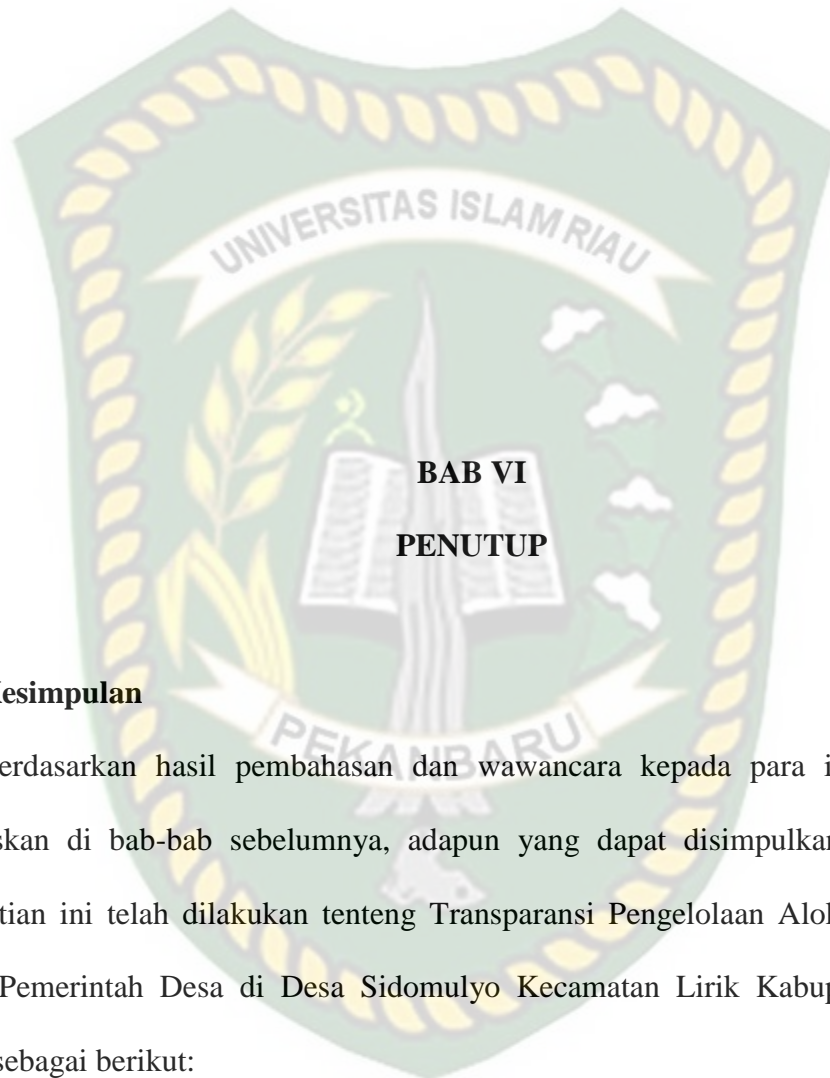 UNIVERSITAS ISLAM RIAU
BAB VI
PENUTUP
esimpulan
erdasarkan hasil pembahasan dan wawancara kepada para i
skan di bab-bab sebelumnya, adapun yang dapat disimpulkan
tian ini telah dilakukan tenteng Transparansi Pengelolaan Alo
Pemerintah Desa di Desa Sidomulyo Kecamatan Lirik Kabup
sebagai berikut:
PEKANBARU